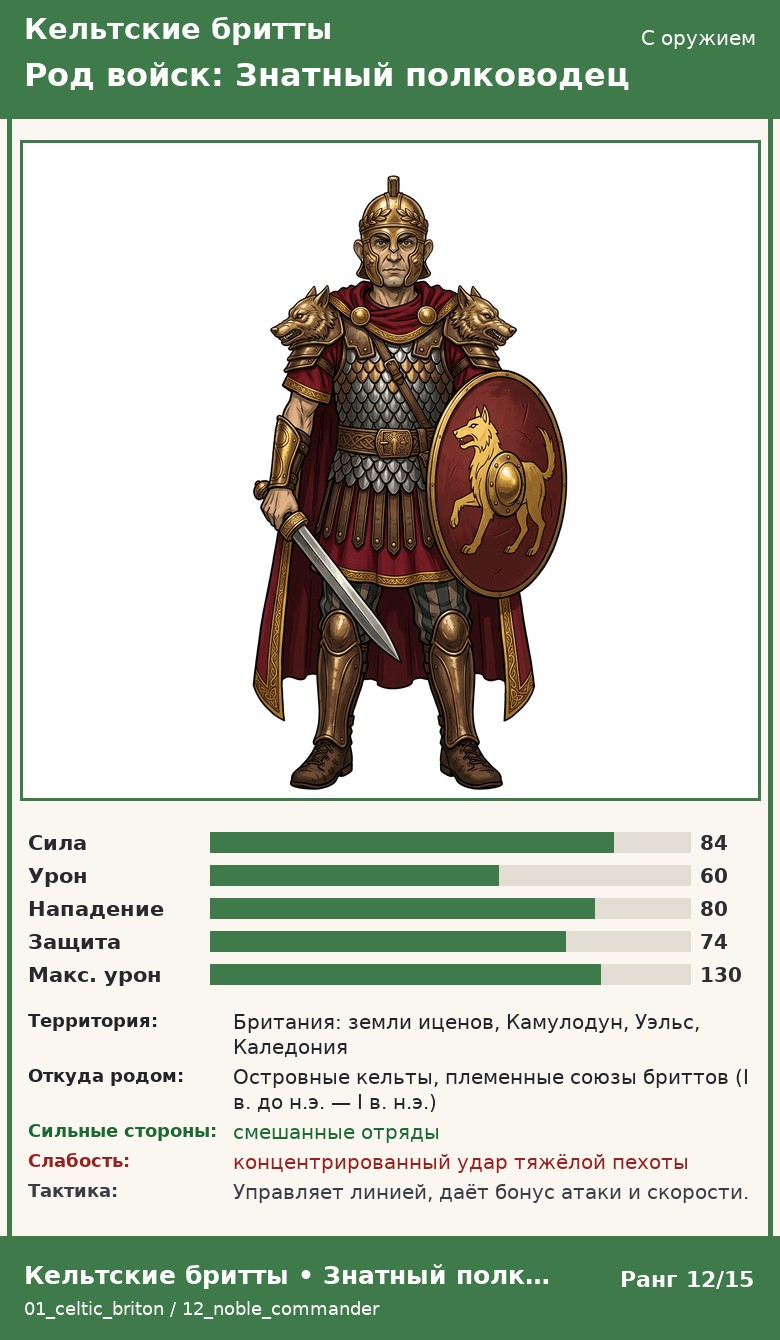 Кельтские бритты
С оружием
Род войск: Знатный полководец
Сила 84
Урон 60
Нападение 80
Защита 74
Макс. урон 130
Территория: Британия: земли иценов, Камулодун, Уэльс,
Каледония
Откуда родом: Островные кельты, племенные союзы бриттов (I
в. до н.э. — I в. н.э.)
Сильные стороны: смешанные отряды
Слабость: концентрированный удар тяжёлой пехоты
Тактика: Управляет линией, даёт бонус атаки и скорости.
Кельтские бритты • Знатный полк…
Ранг 12/15
01_celtic_briton / 12_noble_commander